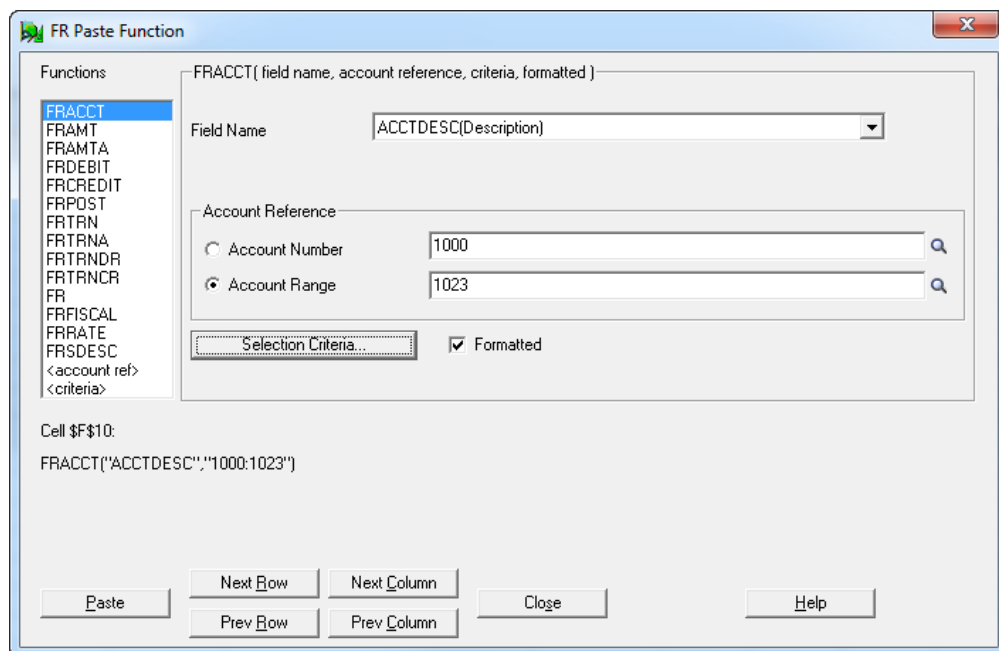 FR Paste Function
Functions
FRACCT( field name, account reference, criteria, formatted )
FRACCT
FRAMT
FRAMTA
FRDEBIT
FRCREDIT
FRPOST
FRTRN
FRTRNA
FRTRNDR
FRTRNCR
FR
FRFISCAL
FRRATE
FRSDESC
<account ref>
<criteria>
Field Name ACCTDESC(Description)
Account Reference
Account Number 1000
Account Range 1023
Selection Criteria... Formatted
Cell $F$10:
FRACCT("ACCTDESC","1000:1023")
Paste Next Row Next Column Close Help
Prev Row Prev Column